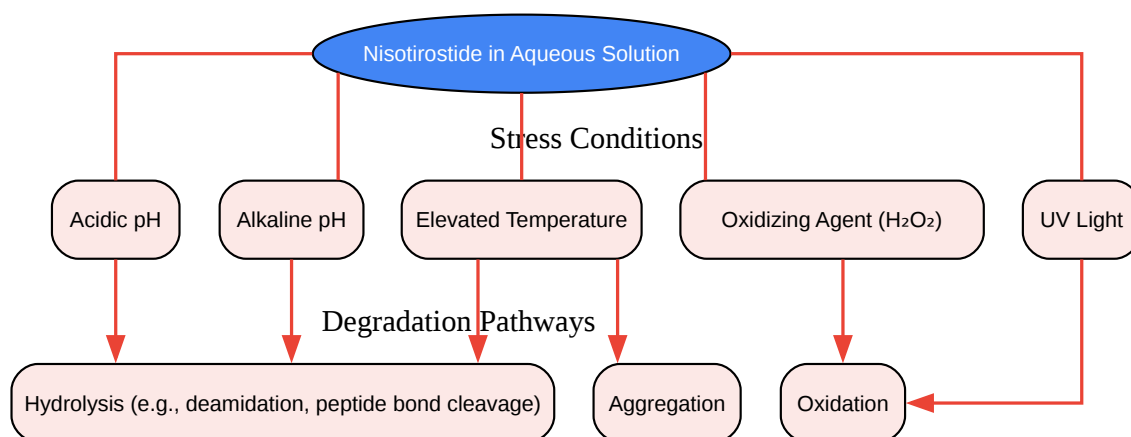 Nisotirostide in Aqueous Solution
Stress Conditions
Acidic pH
Alkaline pH
Elevated Temperature
Oxidizing Agent (H₂O₂)
UV Light
Degradation Pathways
Hydrolysis (e.g., deamidation, peptide bond cleavage)
Aggregation
Oxidation